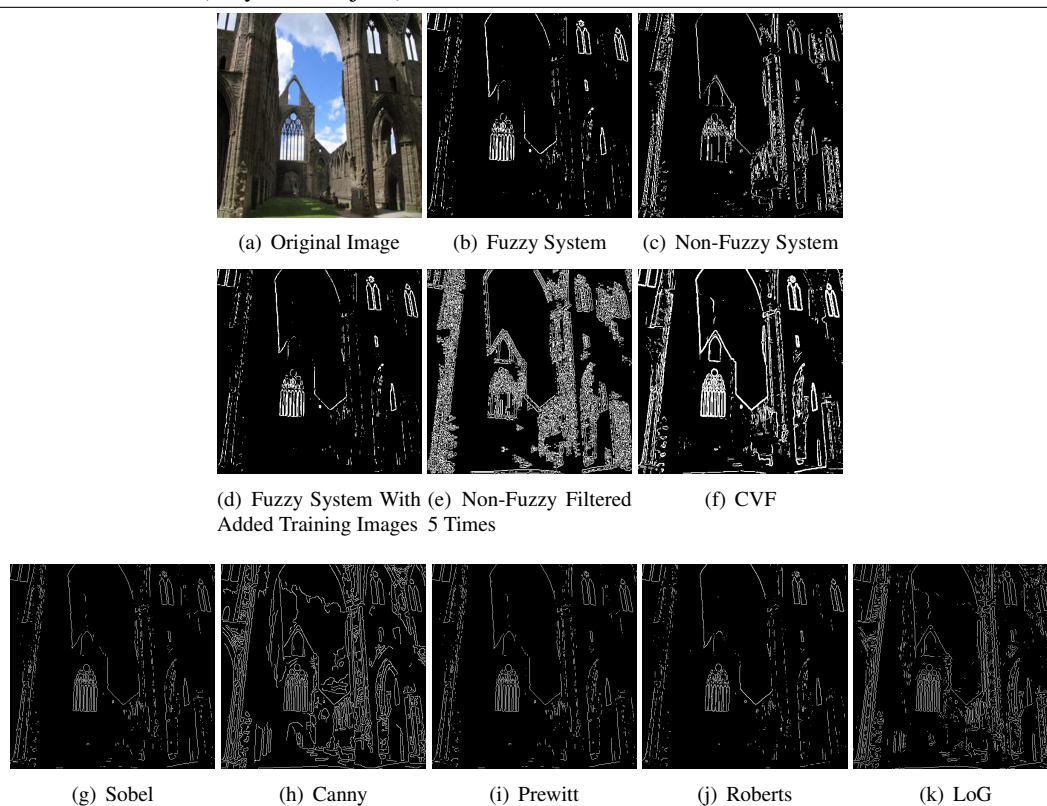 (a) Original Image (b) Fuzzy System (c) Non-Fuzzy System
(d) Fuzzy System With (e) Non-Fuzzy Filtered (f) CVF
Added Training Images 5 Times
(g) Sobel (h) Canny (i) Prewitt (j) Roberts (k) LoG